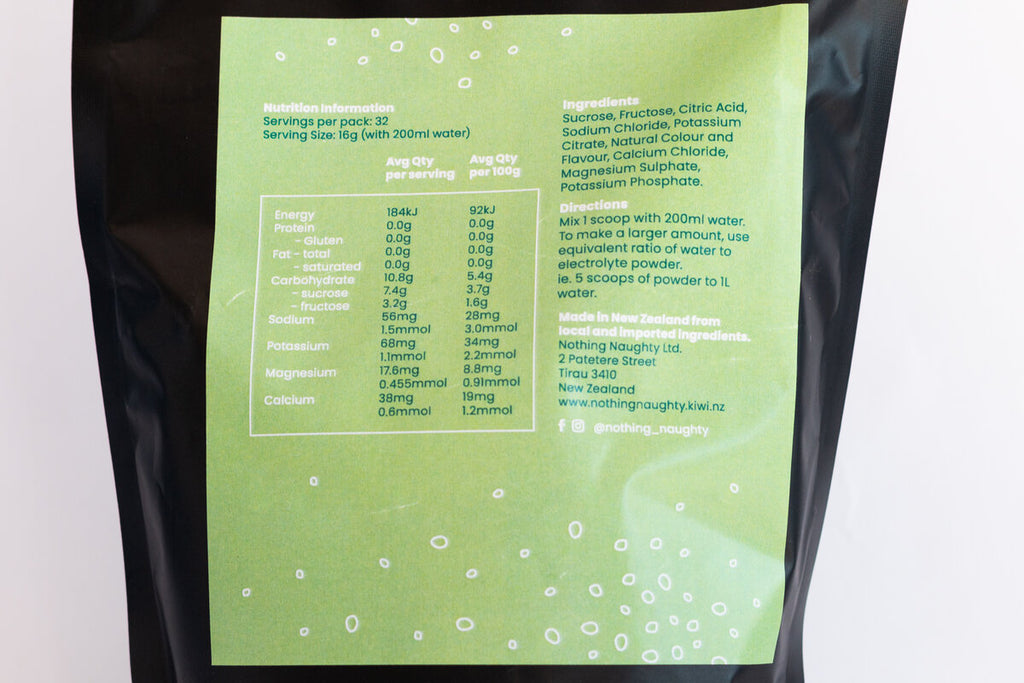 Nutrition Information
Servings per pack: 32
Serving Size: 16g (with 200ml water)
Avg Qty per serving Avg Qty per 100g
Energy 184kJ 92kJ
Protein 0.0g 0.0g
– Gluten 0.0g 0.0g
Fat – total 0.0g 0.0g
– saturated 0.0g 0.0g
Carbohydrate 10.8g 5.4g
– sucrose 7.4g 3.7g
– fructose 3.2g 1.6g
Sodium 56mg 28mg
1.5mmol 3.0mmol
Potassium 68mg 34mg
1.1mmol 2.2mmol
Magnesium 17.6mg 8.8mg
0.455mmol 0.91mmol
Calcium 38mg 19mg
0.6mmol 1.2mmol
Ingredients
Sucrose, Fructose, Citric Acid,
Sodium Chloride, Potassium
Citrate, Natural Colour and
Flavour, Calcium Chloride,
Magnesium Sulphate,
Potassium Phosphate.
Directions
Mix 1 scoop with 200ml water.
To make a larger amount, use
equivalent ratio of water to
electrolyte powder.
ie. 5 scoops of powder to 1L
water.
Made in New Zealand from
local and imported ingredients.
Nothing Naughty Ltd.
2 Patetere Street
Tirau 3410
New Zealand
www.nothingnaughty.kiwi.nz
@nothing_naughty